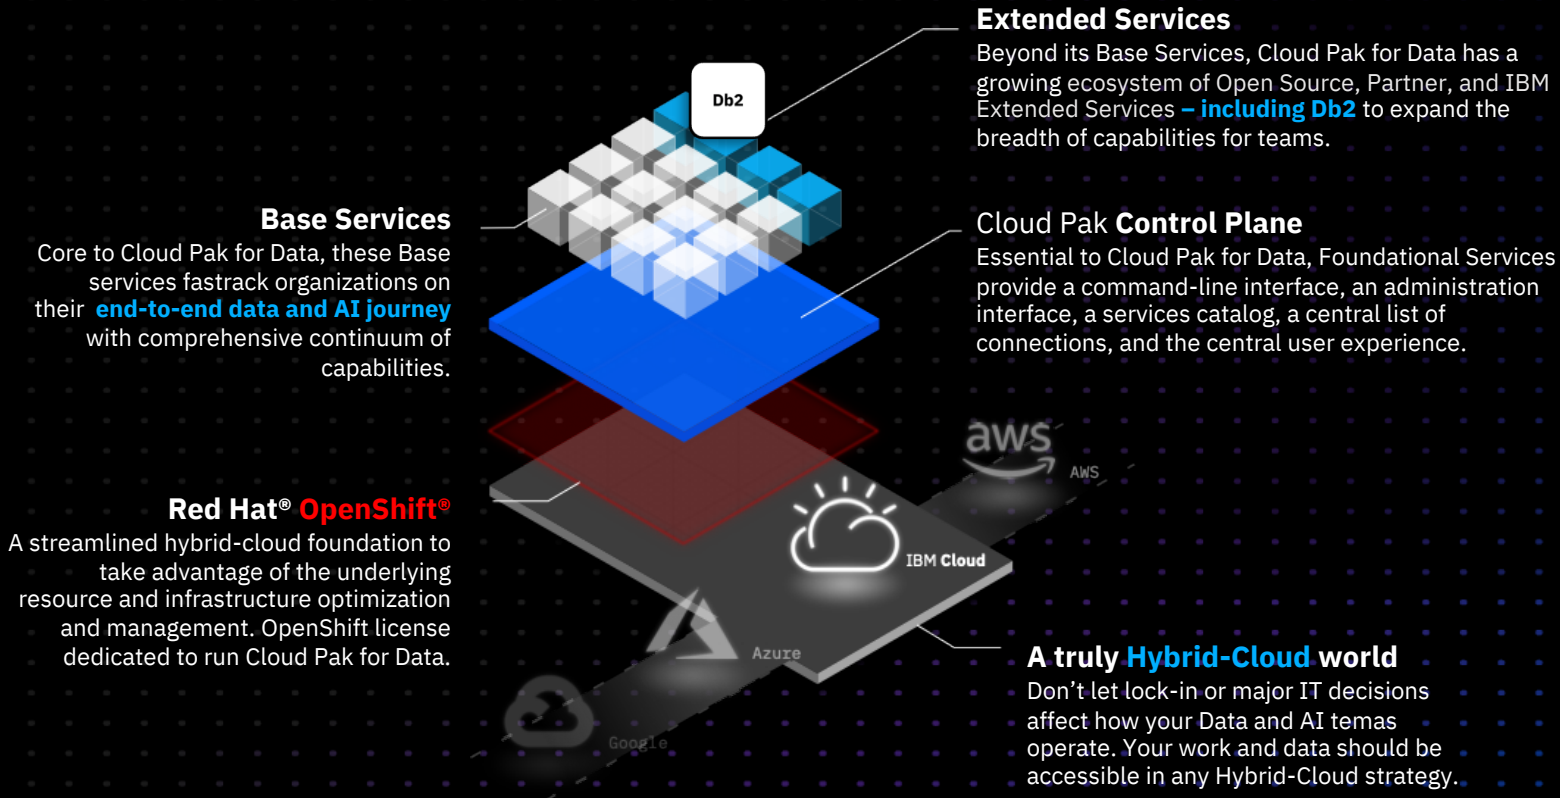 Extended Services
Beyond its Base Services, Cloud Pak for Data has a
growing ecosystem of Open Source, Partner, and IBM
Extended Services – including Db2 to expand the
breadth of capabilities for teams.
Db2
Base Services
Core to Cloud Pak for Data, these Base
services fastrack organizations on
their end-to-end data and AI journey
with comprehensive continuum of
capabilities.
Cloud Pak Control Plane
Essential to Cloud Pak for Data, Foundational Services
provide a command-line interface, an administration
interface, a services catalog, a central list of
connections, and the central user experience.
aws
AWS
Red Hat® OpenShift®
A streamlined hybrid-cloud foundation to
take advantage of the underlying
resource and infrastructure optimization
and management. OpenShift license
dedicated to run Cloud Pak for Data.
IBM Cloud
Azure
Google
A truly Hybrid-Cloud world
Don’t let lock-in or major IT decisions
affect how your Data and AI temas
operate. Your work and data should be
accessible in any Hybrid-Cloud strategy.